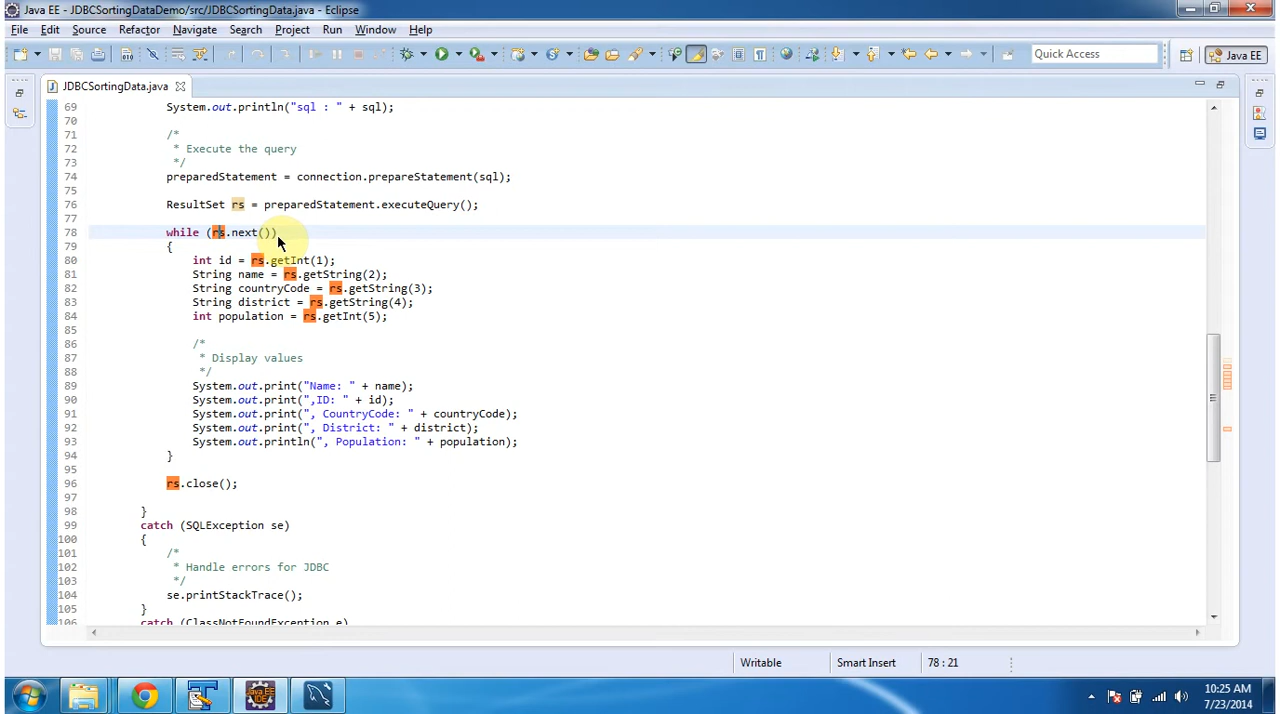 Java EE - JDBCSortingDataDemo/src/JDBCSortingData.java - Eclipse
File Edit Source Refactor Navigate Search Project Run Window Help
Quick Access
Java EE
JDBCSortingData.java
69 System.out.println("sql : " + sql);
70
71 /*
72 * Execute the query
73 */
74 preparedStatement = connection.prepareStatement(sql);
75
76 ResultSet rs = preparedStatement.executeQuery();
77
78 while (rs.next())
79 {
80 int id = rs.getInt(1);
81 String name = rs.getString(2);
82 String countryCode = rs.getString(3);
83 String district = rs.getString(4);
84 int population = rs.getInt(5);
85
86 /*
87 * Display values
88 */
89 System.out.print("Name: " + name);
90 System.out.print(",ID: " + id);
91 System.out.print(", CountryCode: " + countryCode);
92 System.out.print(", District: " + district);
93 System.out.println(", Population: " + population);
94 }
95
96 rs.close();
97
98 }
99 catch (SQLException se)
100 {
101 /*
102 * Handle errors for JDBC
103 */
104 se.printStackTrace();
105 }
106 catch (ClassNotFoundException e)
Writable Smart Insert 78 : 21
Java EE
IDE
10:25 AM
7/23/2014